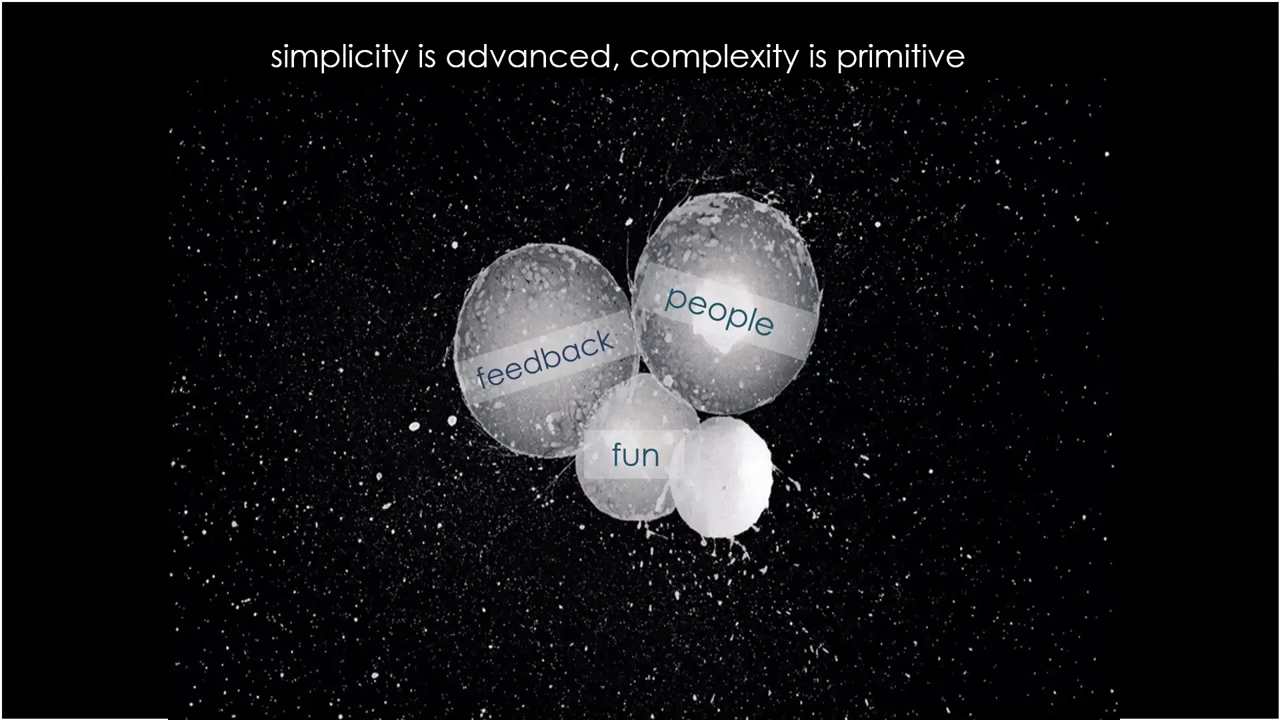 simplicity is advanced, complexity is primitive
people
feedback
fun